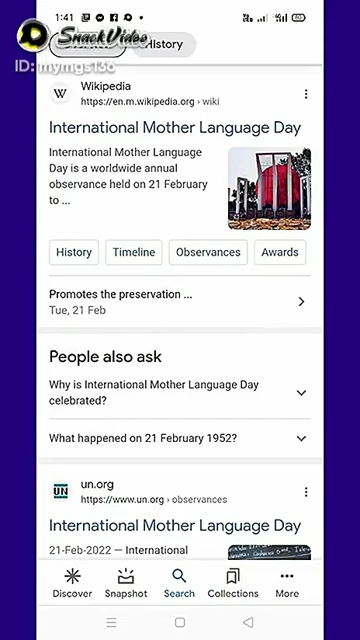 1:41
SnackVideo
ID: mymgs136
History
Wikipedia
https://en.m.wikipedia.org › wiki
International Mother Language Day
International Mother Language
Day is a worldwide annual
observance held on 21 February
to ...
History
Timeline
Observances
Awards
Promotes the preservation ...
Tue, 21 Feb
People also ask
Why is International Mother Language Day
celebrated?
What happened on 21 February 1952?
UN
un.org
https://www.un.org › observances
International Mother Language Day
21-Feb-2022 — International
Discover
Snapshot
Search
Collections
More